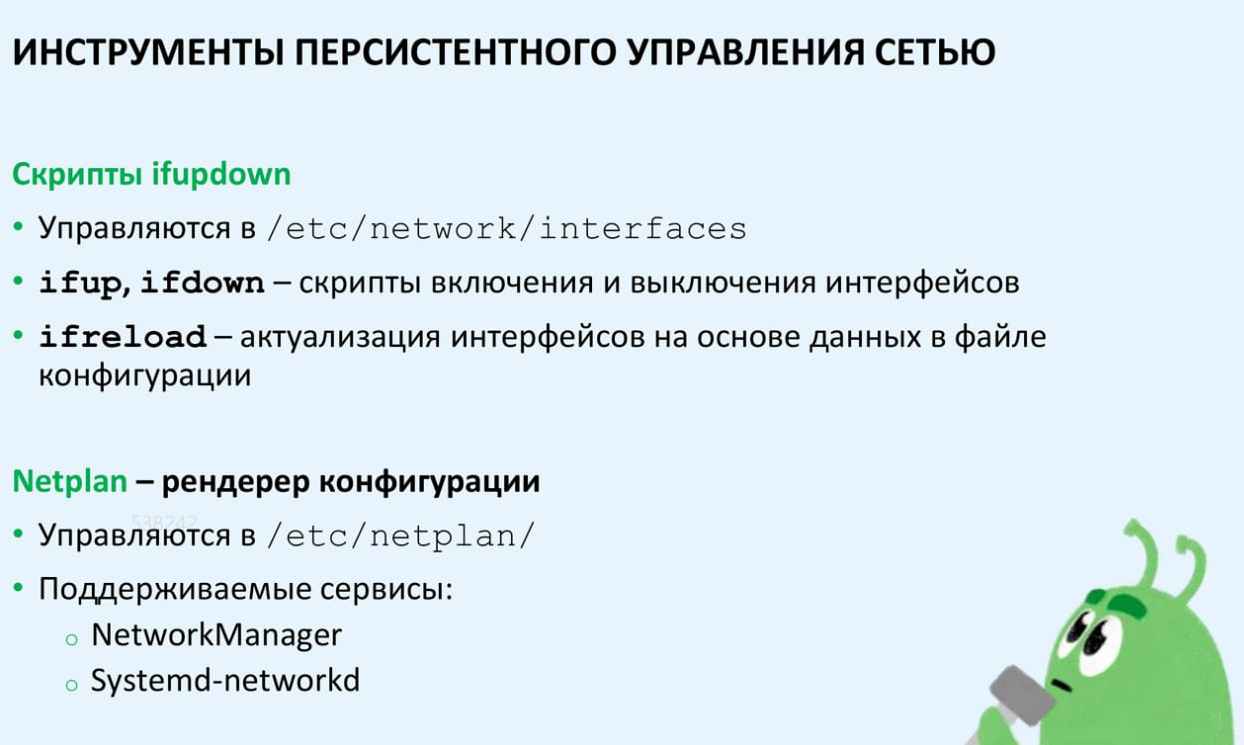 ИНСТРУМЕНТЫ ПЕРСИСТЕНТНОГО УПРАВЛЕНИЯ СЕТЬЮ
Скрипты ifupdown
• Управляются в /etc/network/interfaces
• ifup, ifdown – скрипты включения и выключения интерфейсов
• ifreload – актуализация интерфейсов на основе данных в файле
конфигурации
Netplan – рендерер конфигурации
538242
• Управляются в /etc/netplan/
• Поддерживаемые сервисы:
o NetworkManager
o Systemd-networkd